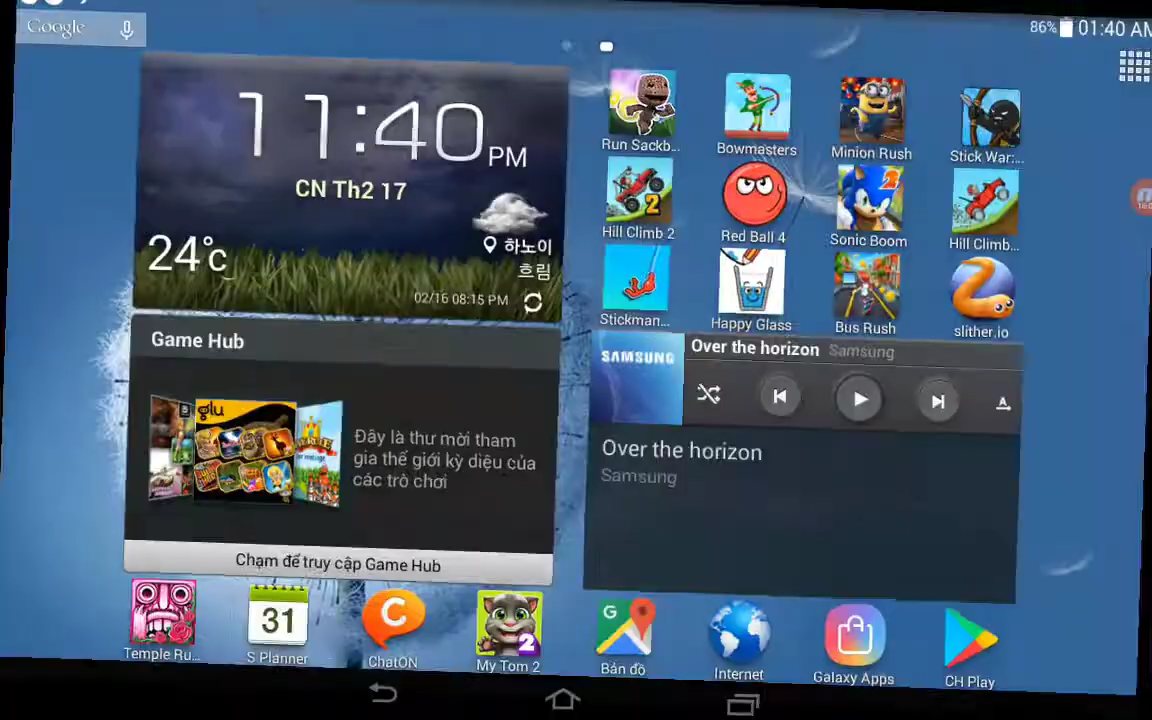 Google
86% 01:40 AM
11:40 PM
CN Th2 17
24°c
하노이
흐림
02/16 08:15 PM
Run Sackb...
Bowmasters
Minion Rush
Stick War:...
2
Hill Climb 2
Red Ball 4
2
Sonic Boom
Hill Climb...
Stickman...
Happy Glass
Bus Rush
slither.io
Game Hub
glu
Đây là thư mời tham
gia thế giới kỳ diệu của
các trò chơi
Chạm để truy cập Game Hub
SAMSUNG
Over the horizon Samsung
A
Over the horizon
Samsung
Temple Ru...
31
S Planner
C
ChatON
2
My Tom 2
G
Bản đồ
Internet
Galaxy Apps
CH Play